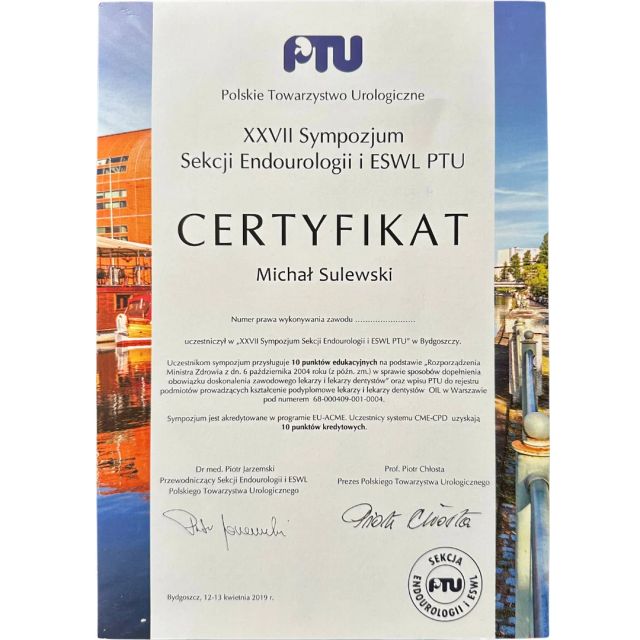 PTU
Polskie Towarzystwo Urologiczne
XXVII Sympozjum
Sekcji Endourologii i ESWL PTU
CERTYFIKAT
Michał Sulewski
Numer prawa wykonywania zawodu ........................
uczestniczył w „XXVII Sympozjum Sekcji Endourologii i ESWL PTU" w Bydgoszczy.
Uczestnikom sympozjum przysługuje 10 punktów edukacyjnych na podstawie „Rozporządzenia
Ministra Zdrowia z dn. 6 października 2004 roku (z późn. zm.) w sprawie sposobów dopełnienia
obowiązku doskonalenia zawodowego lekarzy i lekarzy dentystów" oraz wpisu PTU do rejestru
podmiotów prowadzących kształcenie podyplomowe lekarzy i lekarzy dentystów OIL w Warszawie
pod numerem 68-000409-001-0004.
Sympozjum jest akredytowane w programie EU-ACME. Uczestnicy systemu CME-CPD uzyskają
10 punktów kredytowych.
Dr med. Piotr Jarzemski
Przewodniczący Sekcji Endourologii i ESWL
Polskiego Towarzystwa Urologicznego
Prof. Piotr Chłosta
Prezes Polskiego Towarzystwa Urologicznego
Piotr Chłosta
SEKCJA
PTU
ENDOUROLOGII i ESWL
Bydgoszcz, 12-13 kwietnia 2019 r.